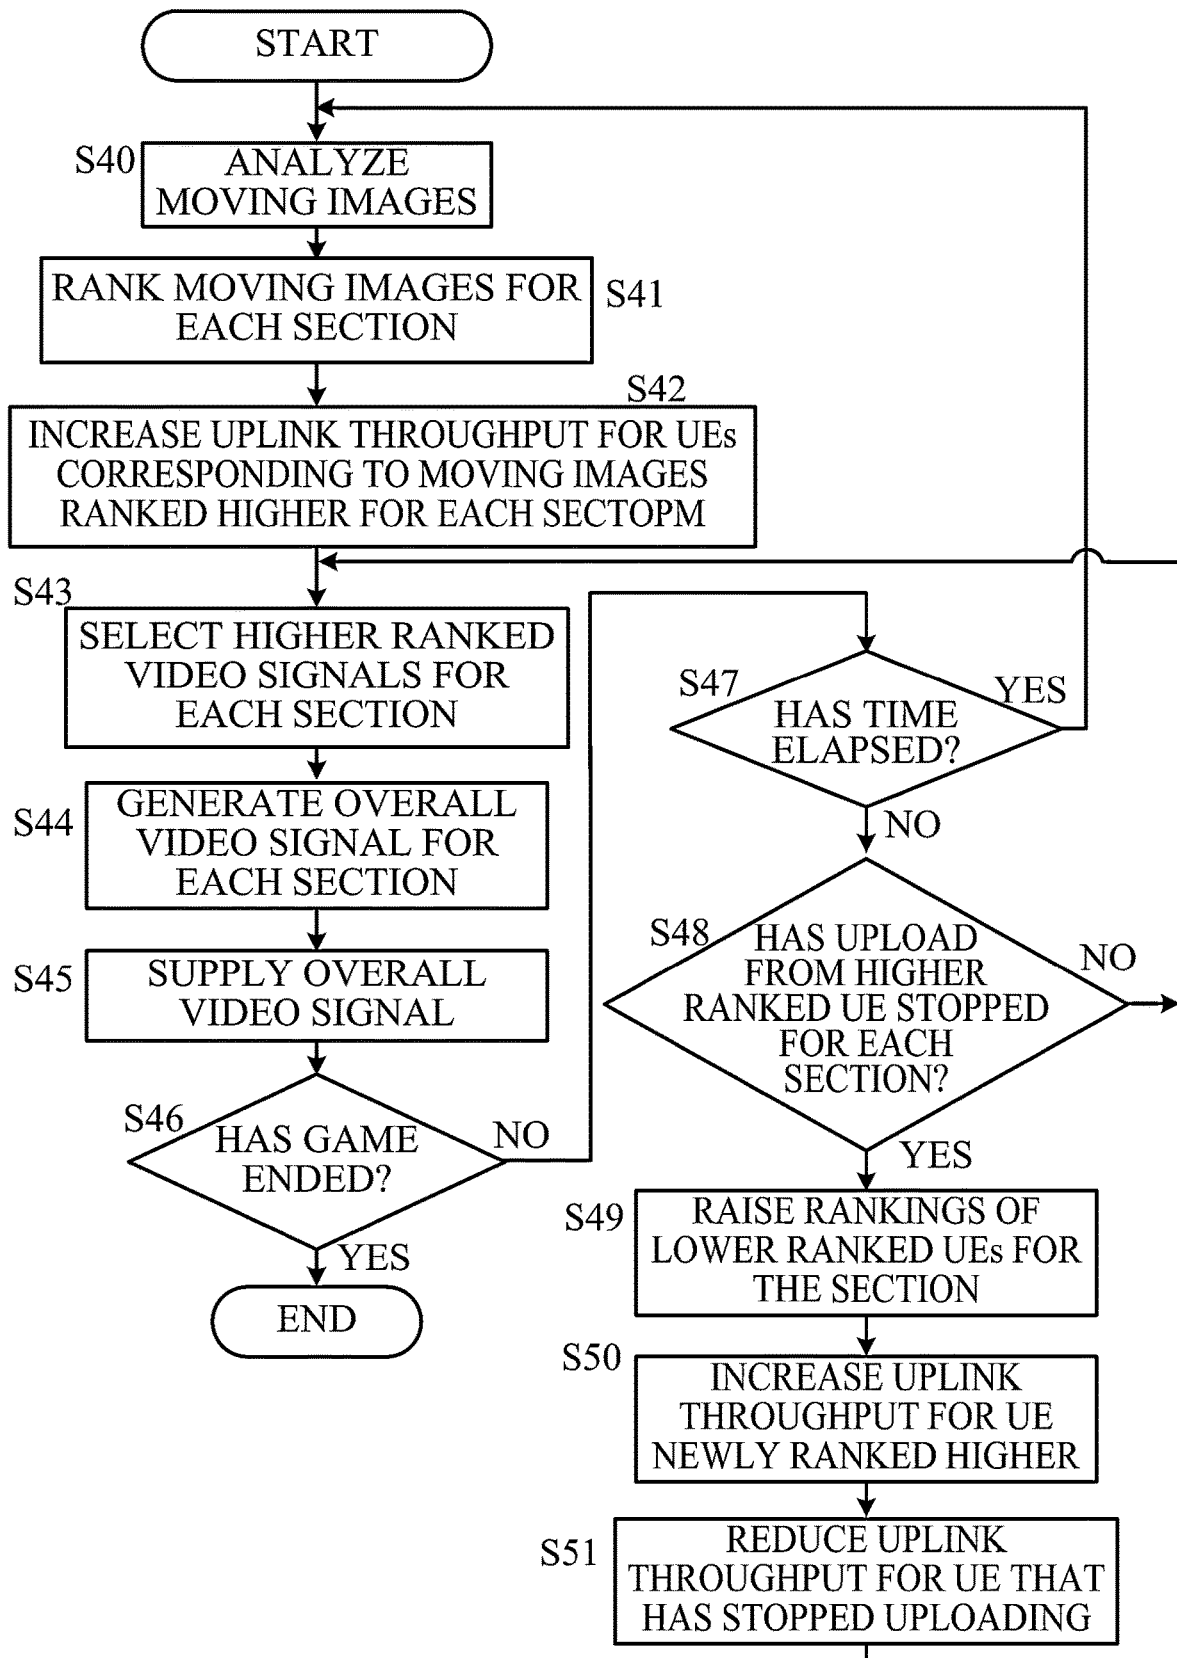 START
S40
ANALYZE
MOVING IMAGES
RANK MOVING IMAGES FOR
EACH SECTION
S41
S42
INCREASE UPLINK THROUGHPUT FOR UEs
CORRESPONDING TO MOVING IMAGES
RANKED HIGHER FOR EACH SECTOPM
S43
SELECT HIGHER RANKED
VIDEO SIGNALS FOR
EACH SECTION
S44
GENERATE OVERALL
VIDEO SIGNAL FOR
EACH SECTION
S45
SUPPLY OVERALL
VIDEO SIGNAL
S46
HAS GAME
ENDED?
NO
YES
END
S47
HAS TIME
ELAPSED?
YES
NO
S48
HAS UPLOAD
FROM HIGHER
RANKED UE STOPPED
FOR EACH
SECTION?
NO
YES
S49
RAISE RANKINGS OF
LOWER RANKED UEs FOR
THE SECTION
S50
INCREASE UPLINK
THROUGHPUT FOR UE
NEWLY RANKED HIGHER
S51
REDUCE UPLINK
THROUGHPUT FOR UE THAT
HAS STOPPED UPLOADING